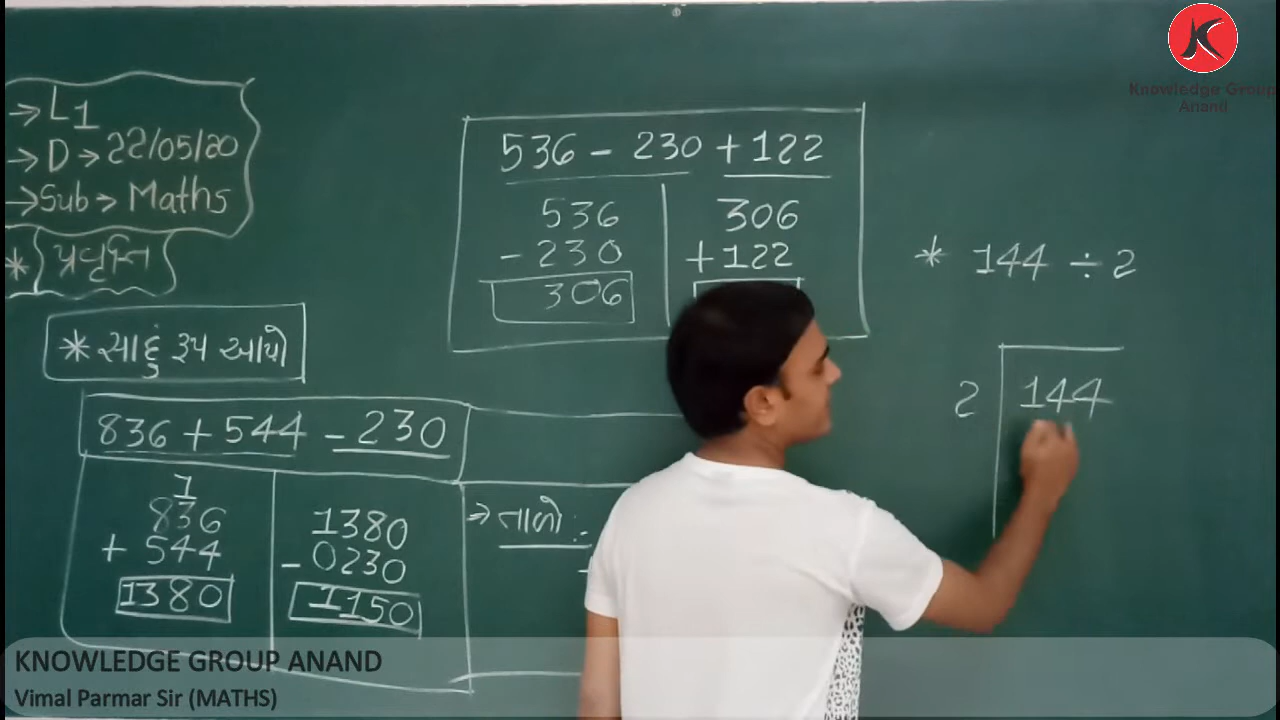 → L1
→ D → 22/05/20
→ Sub → Maths
* પ્રવૃત્તિ
* સાદું રૂપ આપો
836 + 544 - 230
1
836
+ 544
1380
1380
- 0230
1150
→ તાળો :-
536 - 230 + 122
536
- 230
306
306
+ 122
* 144 ÷ 2
2 144
Knowledge Group
Anand
KNOWLEDGE GROUP ANAND
Vimal Parmar Sir (MATHS)